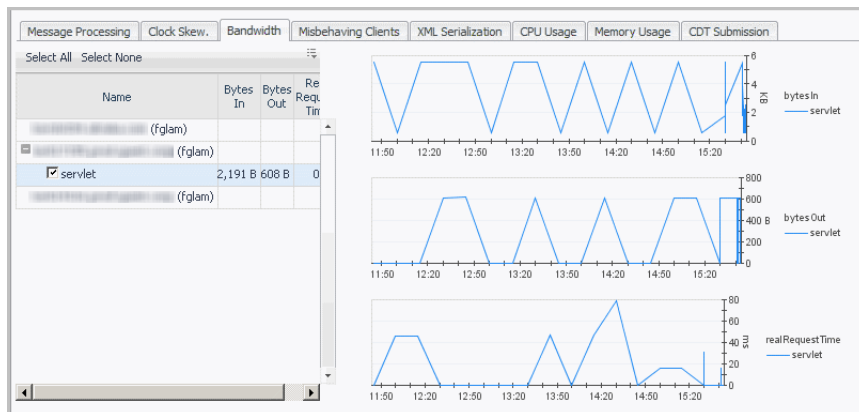 Message Processing Clock Skew. Bandwidth Misbehaving Clients XML Serialization CPU Usage Memory Usage CDT Submission
Select All Select None
Name
Bytes In
Bytes Out
Re
Requ
Tim
(fglam)
(fglam)
servlet 2,191 B 608 B 0
(fglam)
6
4
2
0
KB
11:50 12:20 12:50 13:20 13:50 14:20 14:50 15:20
bytesIn
servlet
800
400 B
200
0
11:50 12:20 12:50 13:20 13:50 14:20 14:50 15:20
bytesOut
servlet
80
60
40
20
0
ms
11:50 12:20 12:50 13:20 13:50 14:20 14:50 15:20
realRequestTime
servlet